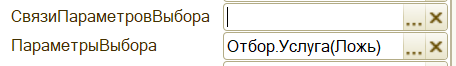 СвязиПараметровВыбора
ПараметрыВыбора Отбор.Услуга(Ложь)